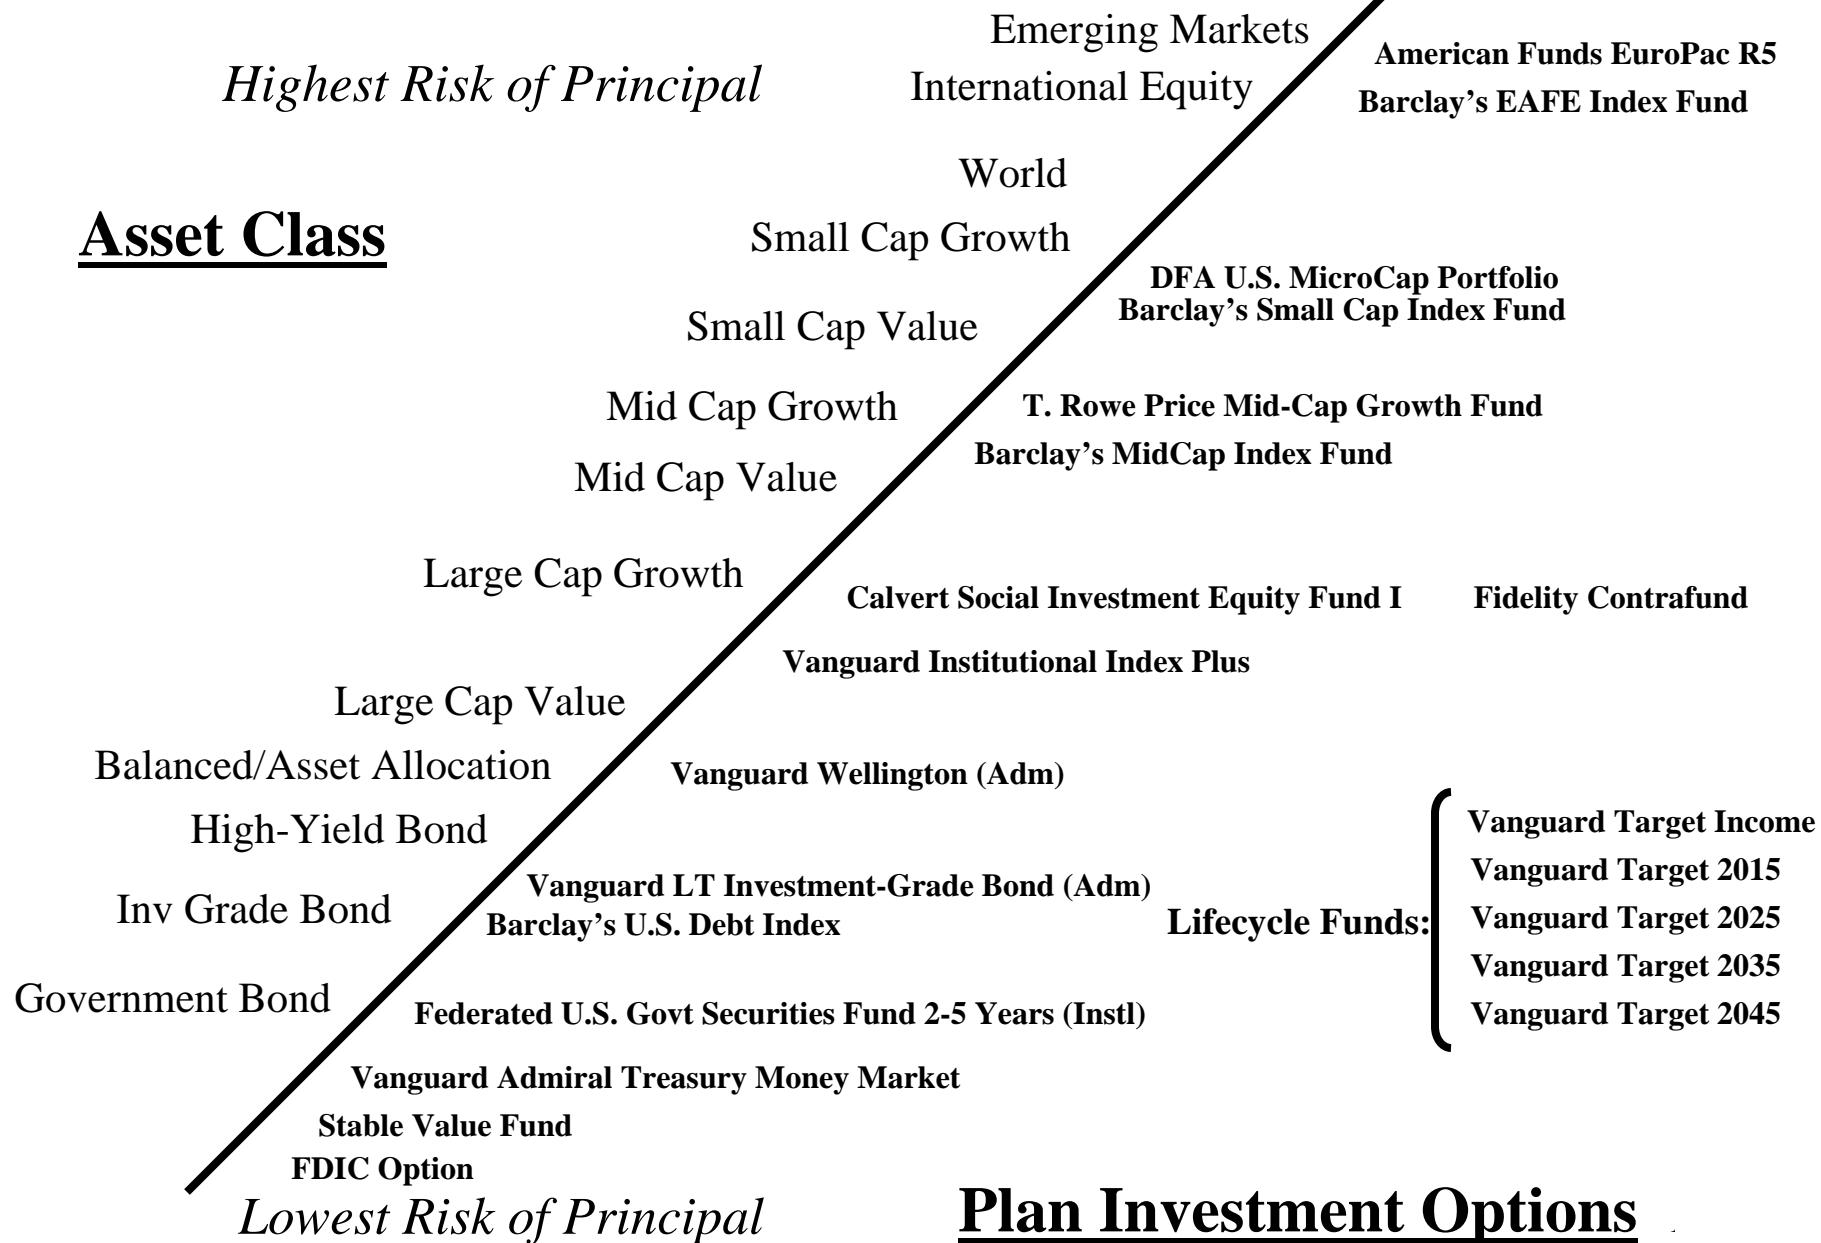 Emerging Markets
American Funds EuroPac R5
Highest Risk of Principal
International Equity
Barclay’s EAFE Index Fund
World
Asset Class
Small Cap Growth
DFA U.S. MicroCap Portfolio
Barclay’s Small Cap Index Fund
Small Cap Value
Mid Cap Growth
T. Rowe Price Mid-Cap Growth Fund
Barclay’s MidCap Index Fund
Mid Cap Value
Large Cap Growth
Calvert Social Investment Equity Fund I
Fidelity Contrafund
Vanguard Institutional Index Plus
Large Cap Value
Balanced/Asset Allocation
Vanguard Wellington (Adm)
High-Yield Bond
Vanguard LT Investment-Grade Bond (Adm)
Inv Grade Bond
Barclay’s U.S. Debt Index
Lifecycle Funds:
Vanguard Target Income
Vanguard Target 2015
Vanguard Target 2025
Vanguard Target 2035
Vanguard Target 2045
Government Bond
Federated U.S. Govt Securities Fund 2-5 Years (Instl)
Vanguard Admiral Treasury Money Market
Stable Value Fund
FDIC Option
Lowest Risk of Principal
Plan Investment Options